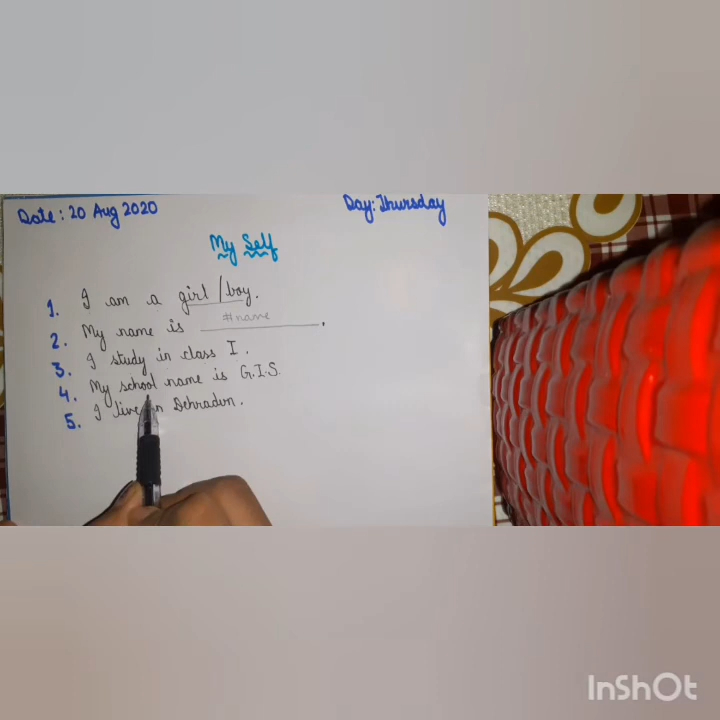 Date: 20 Aug 2020 Day: Thursday
My Self
1. I am a girl/boy.
2. My name is #name.
3. I study in class I.
4. My school name is G.I.S.
5. I live in Dehradun.
InShOt